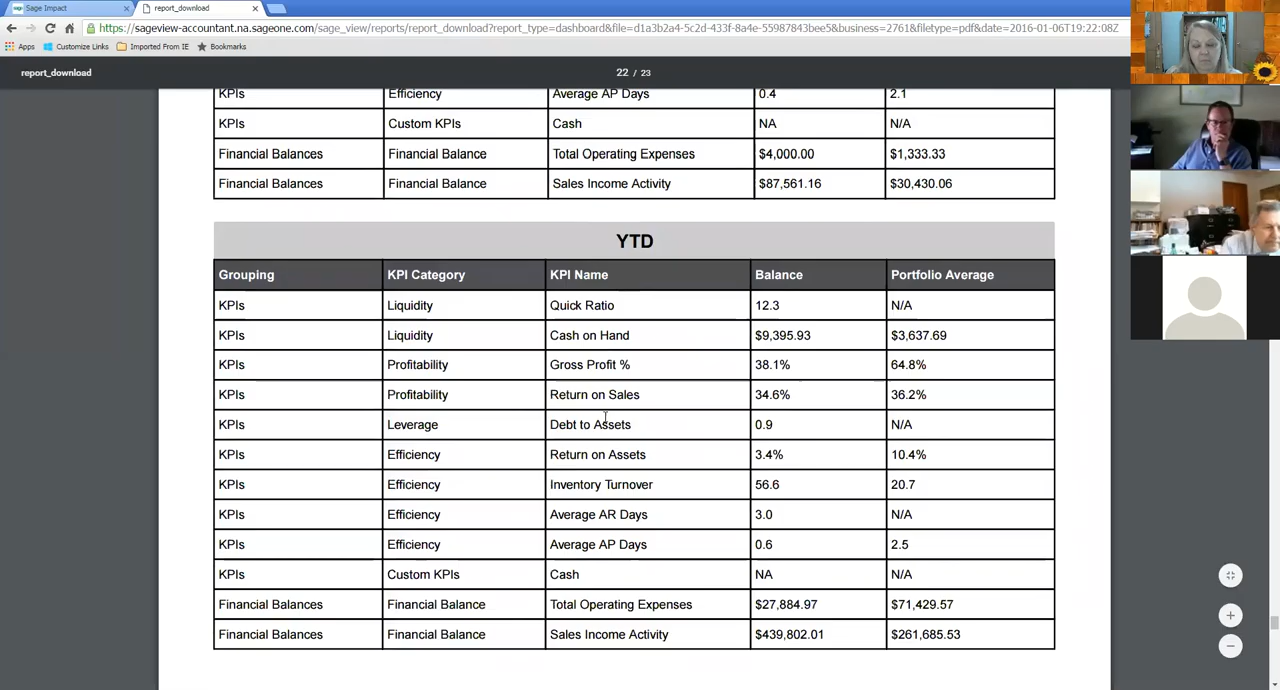 Sage Impact
report_download
https://sageview-accountant.na.sageone.com/sage_view/reports/report_download?report_type=dashboard&file=d1a3b2a4-5c2d-433f-8a4e-55987843bee5&business=2761&filetype=pdf&date=2016-01-06T19:22:08Z
Apps Customize Links Imported From IE Bookmarks
report_download 22 / 23
KPIs Efficiency Average AP Days 0.4 2.1
KPIs Custom KPIs Cash NA N/A
Financial Balances Financial Balance Total Operating Expenses $4,000.00 $1,333.33
Financial Balances Financial Balance Sales Income Activity $87,561.16 $30,430.06
YTD
Grouping KPI Category KPI Name Balance Portfolio Average
KPIs Liquidity Quick Ratio 12.3 N/A
KPIs Liquidity Cash on Hand $9,395.93 $3,637.69
KPIs Profitability Gross Profit % 38.1% 64.8%
KPIs Profitability Return on Sales 34.6% 36.2%
KPIs Leverage Debt to Assets 0.9 N/A
KPIs Efficiency Return on Assets 3.4% 10.4%
KPIs Efficiency Inventory Turnover 56.6 20.7
KPIs Efficiency Average AR Days 3.0 N/A
KPIs Efficiency Average AP Days 0.6 2.5
KPIs Custom KPIs Cash NA N/A
Financial Balances Financial Balance Total Operating Expenses $27,884.97 $71,429.57
Financial Balances Financial Balance Sales Income Activity $439,802.01 $261,685.53